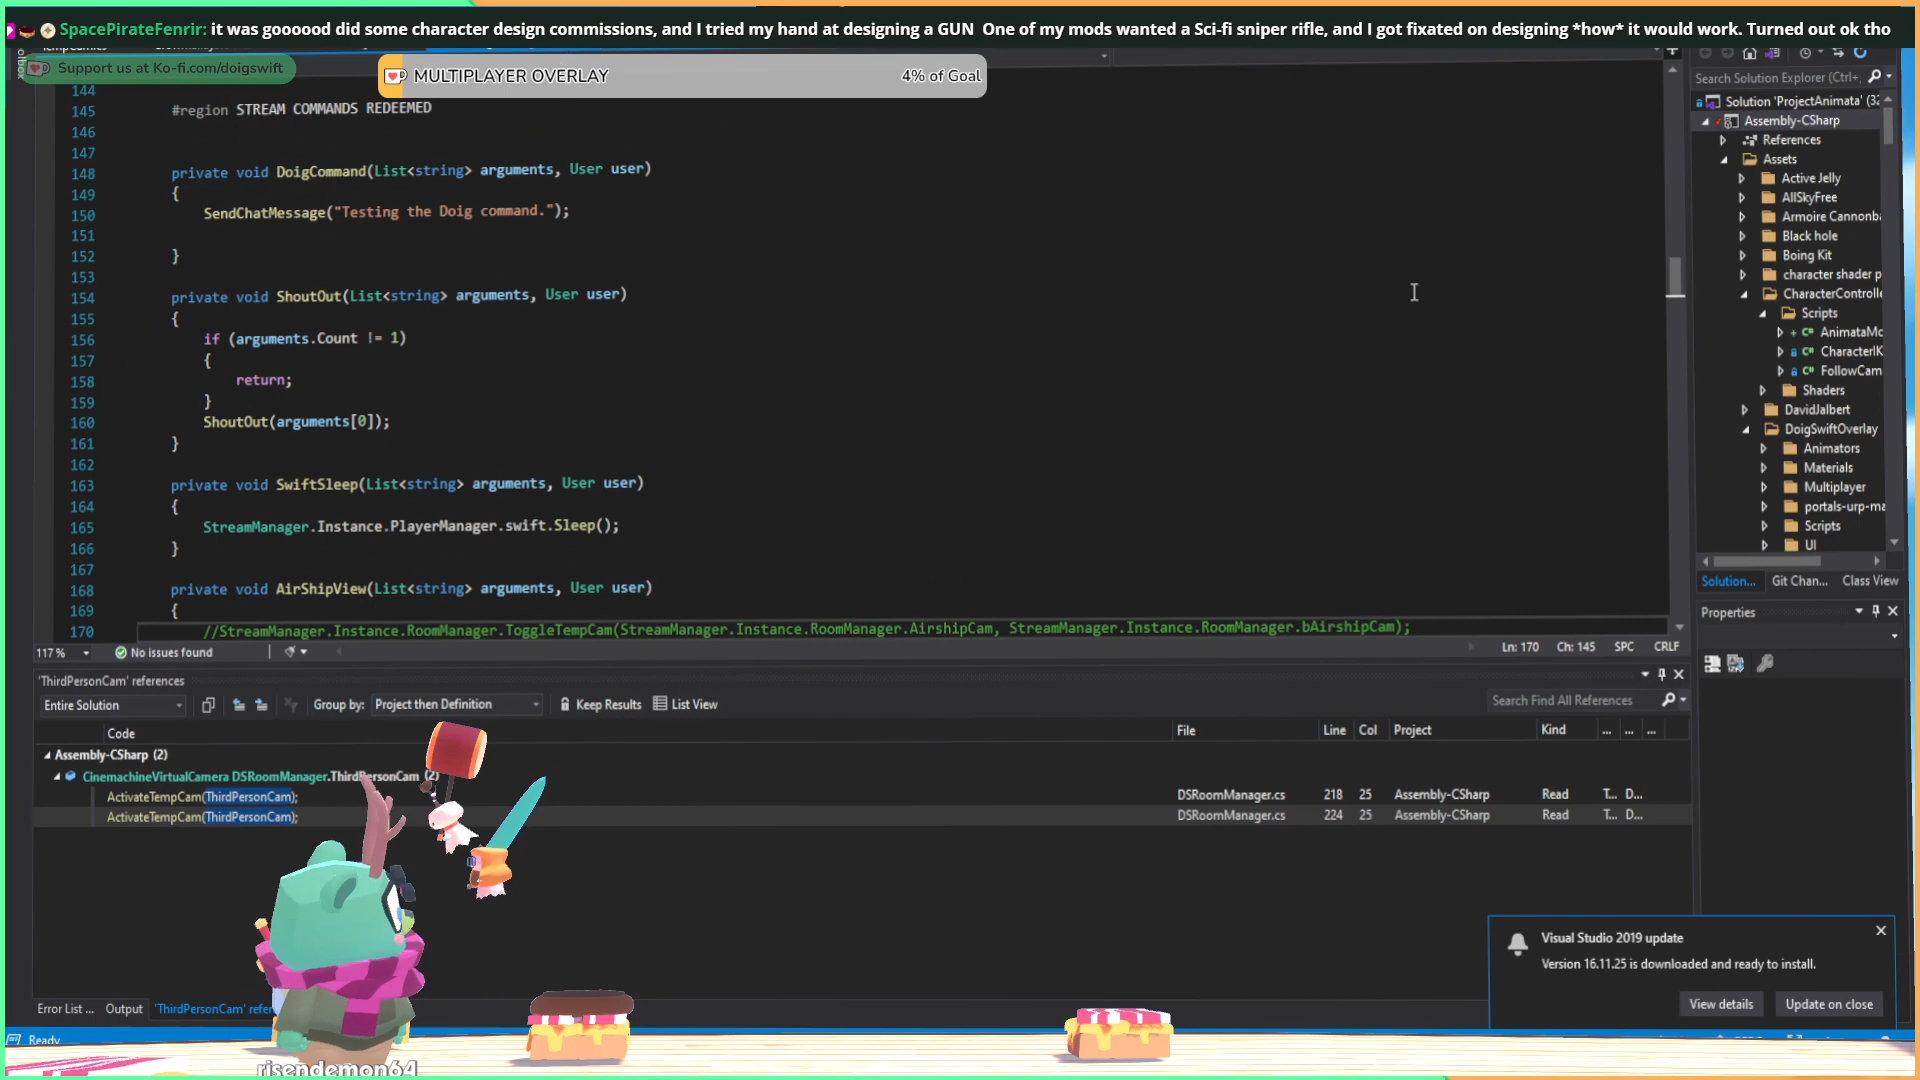 SpacePirateFenrir: it was goooood did some character design commissions, and I tried my hand at designing a GUN  One of my mods wanted a Sci-fi sniper rifle, and I got fixated on designing *how* it would work. Turned out ok tho
Support us at Ko-fi.com/doigswift
MULTIPLAYER OVERLAY
4% of Goal
144
145 #region STREAM COMMANDS REDEEMED
146
147
148 private void DoigCommand(List<string> arguments, User user)
149 {
150 SendChatMessage("Testing the Doig command.");
151
152 }
153
154 private void ShoutOut(List<string> arguments, User user)
155 {
156 if (arguments.Count != 1)
157 {
158 return;
159 }
160 ShoutOut(arguments[0]);
161 }
162
163 private void SwiftSleep(List<string> arguments, User user)
164 {
165 StreamManager.Instance.PlayerManager.swift.Sleep();
166 }
167
168 private void AirShipView(List<string> arguments, User user)
169 {
170 //StreamManager.Instance.RoomManager.ToggleTempCam(StreamManager.Instance.RoomManager.AirshipCam, StreamManager.Instance.RoomManager.bAirshipCam);
117 %
No issues found
Ln: 170
Ch: 145
SPC
CRLF
Search Solution Explorer (Ctrl+;
Solution 'ProjectAnimata' (32
Assembly-CSharp
References
Assets
Active Jelly
AllSkyFree
Armoire Cannonba
Black hole
Boing Kit
character shader p
CharacterControlle
Scripts
AnimataMo
CharacterIK
FollowCam
Shaders
DavidJalbert
DoigSwiftOverlay
Animators
Materials
Multiplayer
portals-urp-ma
Scripts
UI
Solution...
Git Chan...
Class View
Properties
'ThirdPersonCam' references
Entire Solution
Group by:
Project then Definition
Keep Results
List View
Search Find All References
Code
File
Line
Col
Project
Kind
...
...
...
Assembly-CSharp (2)
CinemachineVirtualCamera DSRoomManager.ThirdPersonCam (2)
ActivateTempCam(ThirdPersonCam);
DSRoomManager.cs
218
25
Assembly-CSharp
Read
T...
D...
ActivateTempCam(ThirdPersonCam);
DSRoomManager.cs
224
25
Assembly-CSharp
Read
T...
D...
Visual Studio 2019 update
Version 16.11.25 is downloaded and ready to install.
View details
Update on close
Error List ...
Output
'ThirdPersonCam' refer
Ready
risendemon64